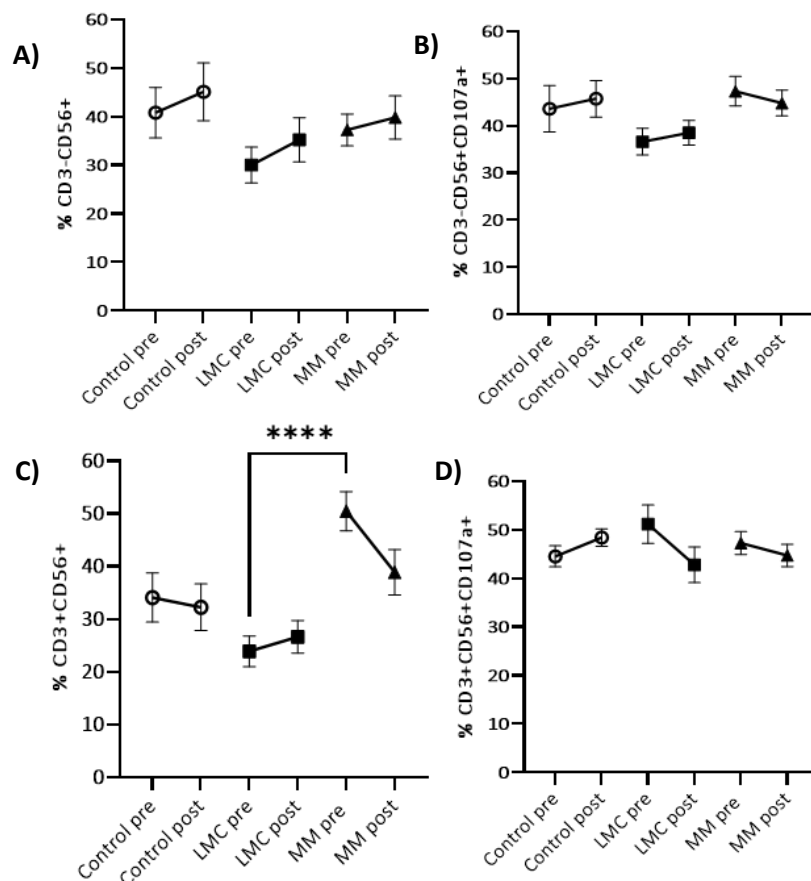 A)
% CD3-CD56+
60
50
40
30
20
10
0
Control pre
Control post
LMC pre
LMC post
MM pre
MM post
B)
% CD3-CD56+CD107a+
60
50
40
30
20
10
0
Control pre
Control post
LMC pre
LMC post
MM pre
MM post
C)
****
% CD3+CD56+
60
50
40
30
20
10
0
Control pre
Control post
LMC pre
LMC post
MM pre
MM post
D)
% CD3+CD56+CD107a+
60
50
40
30
20
10
0
Control pre
Control post
LMC pre
LMC post
MM pre
MM post